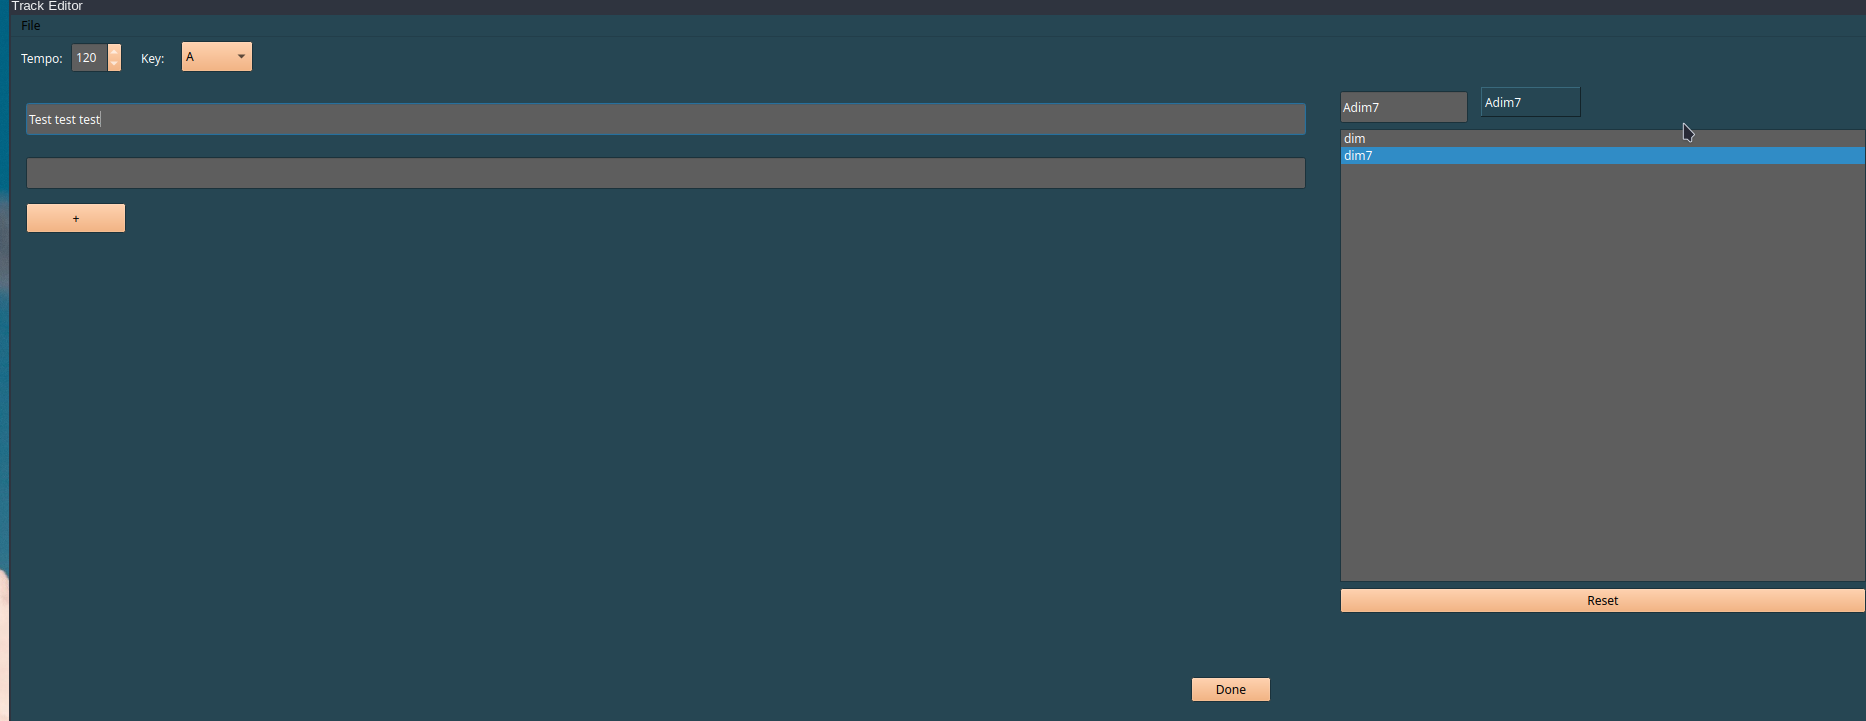 Track Editor
File
Tempo: 120 Key: A
Test test test
+
Adim7 Adim7
dim
dim7
Reset
Done